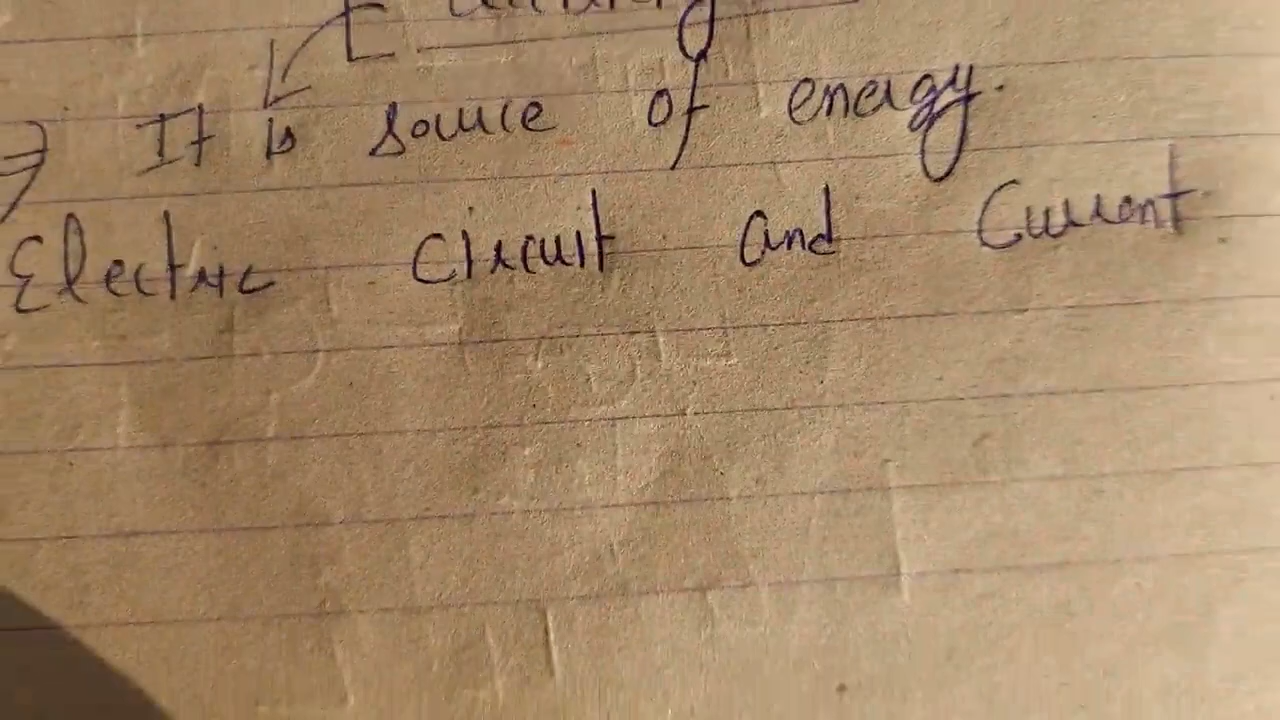 ⇒ It is source of energy.
Electric Circuit and Current